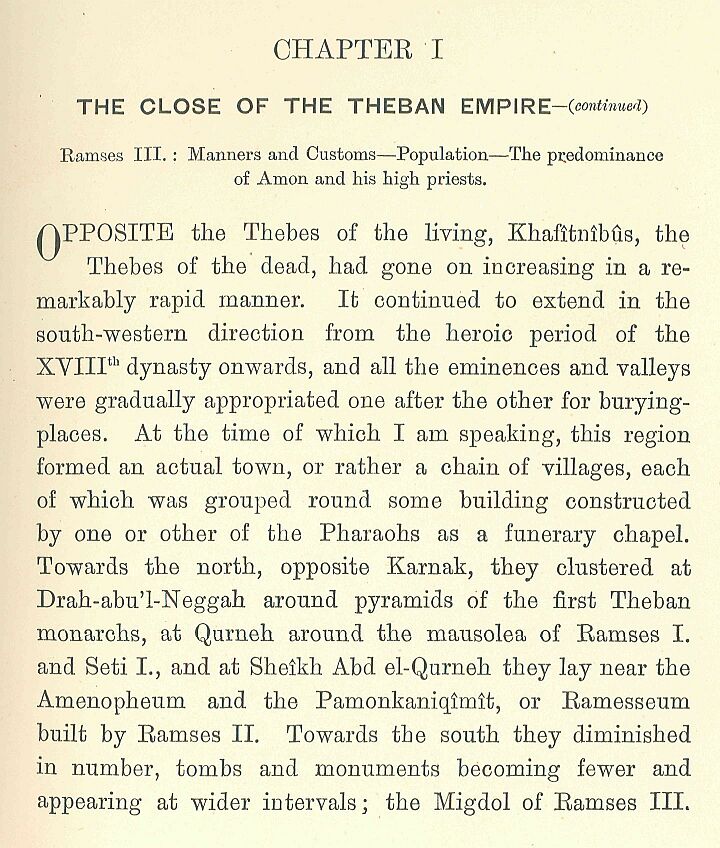 CHAPTER I
THE CLOSE OF THE THEBAN EMPIRE—(continued)
Ramses III.: Manners and Customs—Population—The predominance
of Amon and his high priests.
OPPOSITE the Thebes of the living, Khafîtnîbûs, the
Thebes of the dead, had gone on increasing in a re-
markably rapid manner. It continued to extend in the
south-western direction from the heroic period of the
XVIIIth dynasty onwards, and all the eminences and valleys
were gradually appropriated one after the other for burying-
places. At the time of which I am speaking, this region
formed an actual town, or rather a chain of villages, each
of which was grouped round some building constructed
by one or other of the Pharaohs as a funerary chapel.
Towards the north, opposite Karnak, they clustered at
Drah-abu'l-Neggah around pyramids of the first Theban
monarchs, at Qurneh around the mausolea of Ramses I.
and Seti I., and at Sheîkh Abd el-Qurneh they lay near the
Amenopheum and the Pamonkaniqîmît, or Ramesseum
built by Ramses II. Towards the south they diminished
in number, tombs and monuments becoming fewer and
appearing at wider intervals; the Migdol of Ramses III.